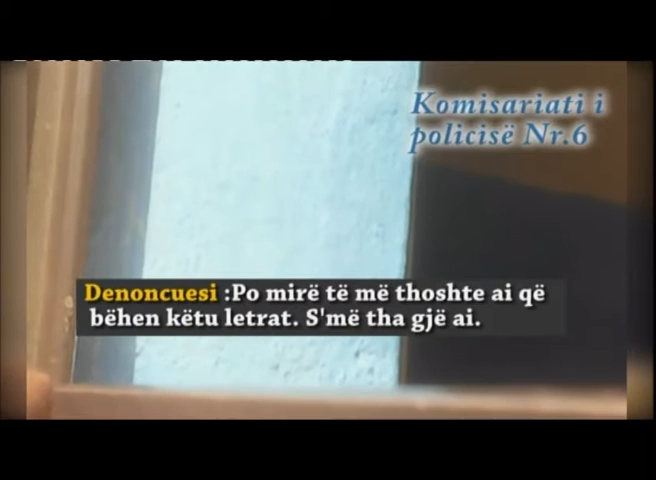 Komisariati i
policisë Nr.6
Denoncuesi :Po mirë të më thoshte ai që
bëhen këtu letrat. S'më tha gjë ai.